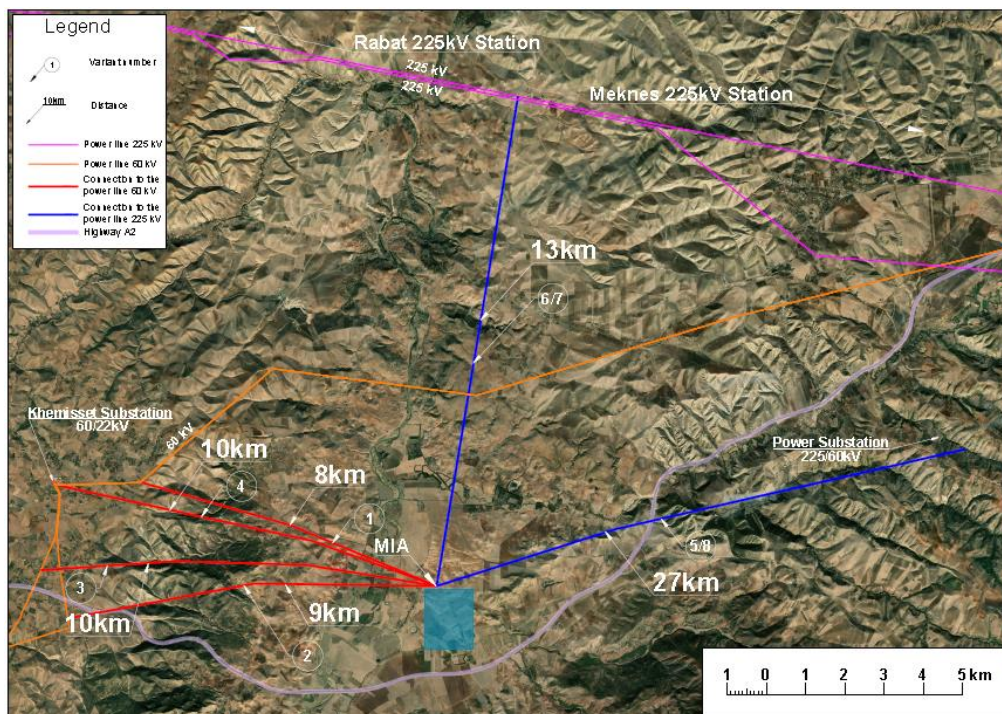 Legend
1
Variant number
10km
Distance
Power line 225 kV
Power line 60 kV
Connection to the
power line 60 kV
Connection to the
power line 225 kV
Highway A2
Rabat 225kV Station
225 kV
225 kV
Meknes 225kV Station
13km
6/7
Khemisset Substation
60/22kV
60 kV
10km
4
8km
1
MIA
Power Substation
225/60kV
5/8
27km
3
10km
9km
2
1 0 1 2 3 4 5 km